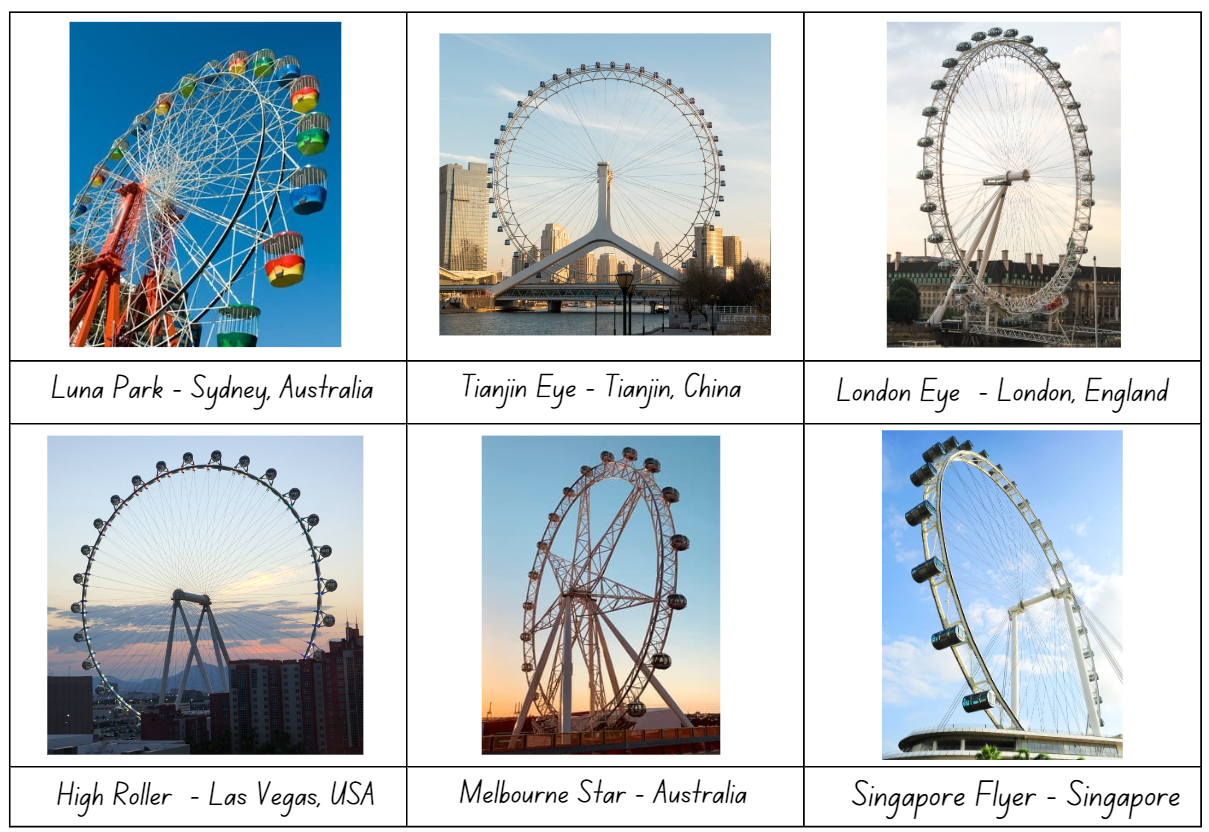 Luna Park - Sydney, Australia
Tianjin Eye - Tianjin, China
London Eye - London, England
High Roller - Las Vegas, USA
Melbourne Star - Australia
Singapore Flyer - Singapore